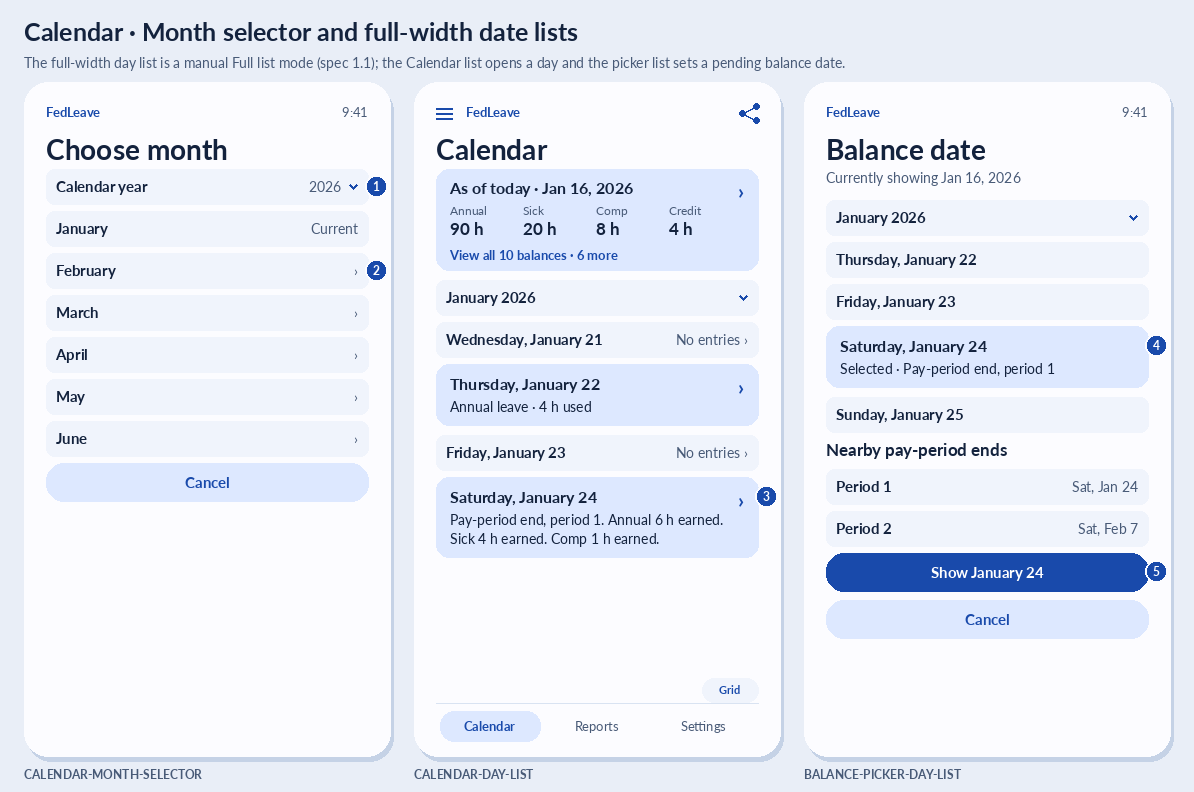 Calendar · Month selector and full-width date lists
The full-width day list is a manual Full list mode (spec 1.1); the Calendar list opens a day and the picker list sets a pending balance date.
FedLeave 9:41
Choose month
Calendar year 2026 1
January Current
February › 2
March ›
April ›
May ›
June ›
Cancel
CALENDAR-MONTH-SELECTOR
FedLeave
Calendar
As of today · Jan 16, 2026 ›
Annual Sick Comp Credit
90 h 20 h 8 h 4 h
View all 10 balances · 6 more
January 2026
Wednesday, January 21 No entries ›
Thursday, January 22 ›
Annual leave · 4 h used
Friday, January 23 No entries ›
Saturday, January 24 › 3
Pay-period end, period 1. Annual 6 h earned.
Sick 4 h earned. Comp 1 h earned.
Grid
Calendar Reports Settings
CALENDAR-DAY-LIST
FedLeave 9:41
Balance date
Currently showing Jan 16, 2026
January 2026
Thursday, January 22
Friday, January 23
Saturday, January 24 4
Selected · Pay-period end, period 1
Sunday, January 25
Nearby pay-period ends
Period 1 Sat, Jan 24
Period 2 Sat, Feb 7
Show January 24 5
Cancel
BALANCE-PICKER-DAY-LIST